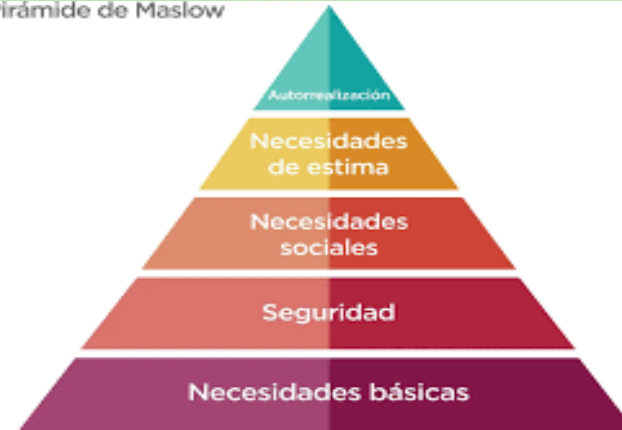 irámide de Maslow
Autorrealización
Necesidades
de estima
Necesidades
sociales
Seguridad
Necesidades básicas